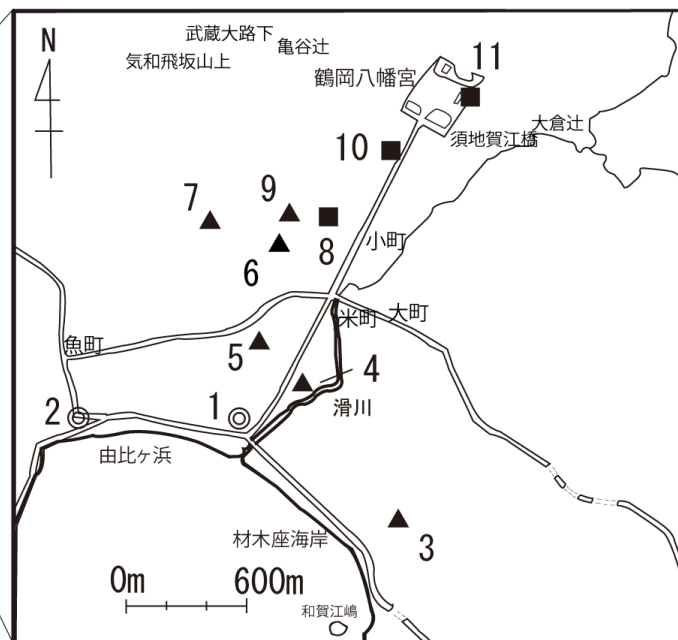 武蔵大路下
亀谷辻
N
気和飛坂山上
鶴岡八幡宮
11
大倉辻
須地賀江橋
10
7
9
8
6
小町
米町
大町
魚町
5
4
2
1
滑川
由比ヶ浜
3
材木座海岸
0m
600m
和賀江嶋